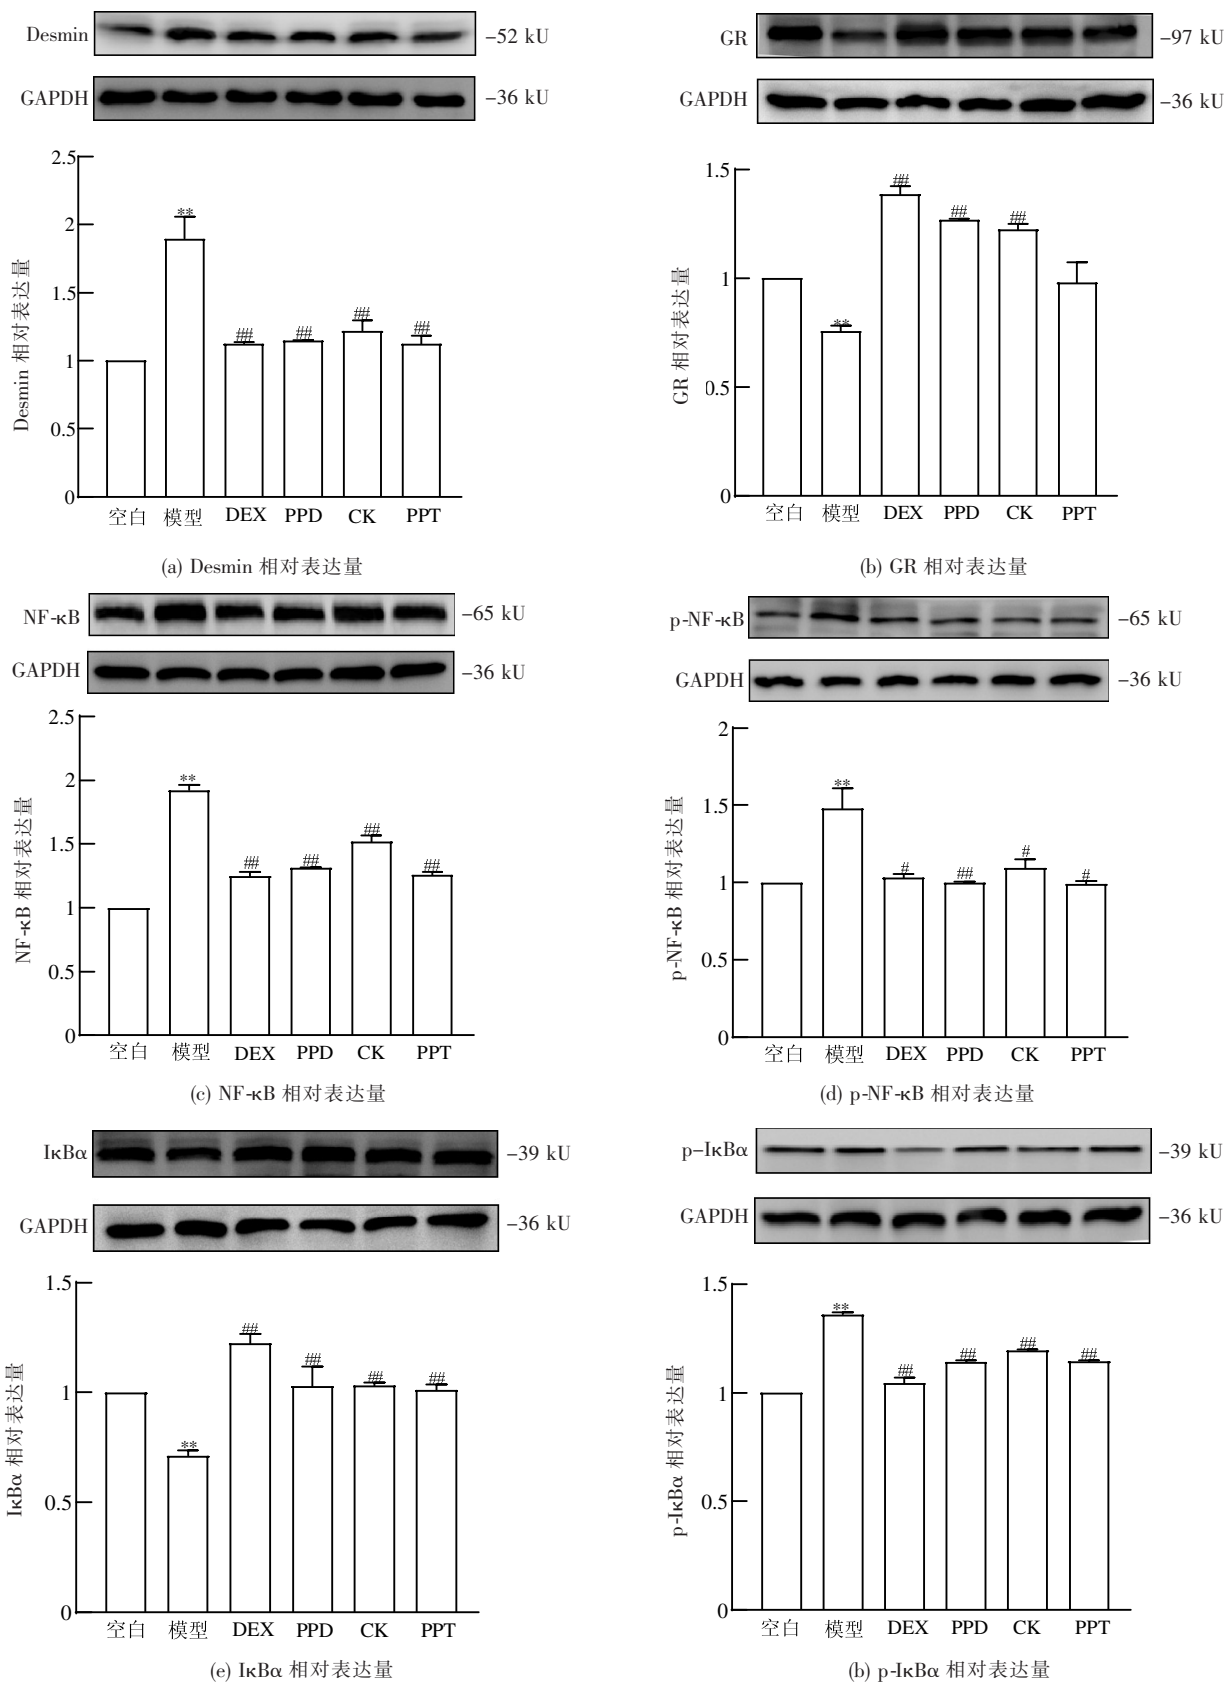 Desmin
-52 kU
GAPDH
-36 kU
2.5
2
1.5
1
0.5
0
Desmin 相对表达量
**
##
##
##
##
空白 模型 DEX PPD CK PPT
(a) Desmin 相对表达量
GR
-97 kU
GAPDH
-36 kU
1.5
1
0.5
0
GR 相对表达量
**
##
##
##
空白 模型 DEX PPD CK PPT
(b) GR 相对表达量
NF-κB
-65 kU
GAPDH
-36 kU
2.5
2
1.5
1
0.5
0
NF-κB 相对表达量
**
##
##
##
##
空白 模型 DEX PPD CK PPT
(c) NF-κB 相对表达量
p-NF-κB
-65 kU
GAPDH
-36 kU
2
1.5
1
0.5
0
p-NF-κB 相对表达量
**
#
##
#
#
空白 模型 DEX PPD CK PPT
(d) p-NF-κB 相对表达量
IκBα
-39 kU
GAPDH
-36 kU
1.5
1
0.5
0
IκBα 相对表达量
**
##
##
##
##
空白 模型 DEX PPD CK PPT
(e) IκBα 相对表达量
p-IκBα
-39 kU
GAPDH
-36 kU
1.5
1
0.5
0
p-IκBα 相对表达量
**
##
##
##
##
空白 模型 DEX PPD CK PPT
(b) p-IκBα 相对表达量